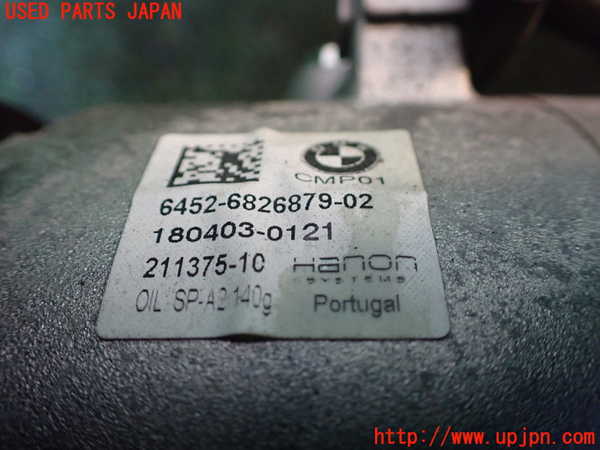 USED PARTS JAPAN
BMW
CMP01
6452-6826879-02
180403-0121
211375-10 Hanon
SYSTEMS
OIL: SP-A2 140g Portugal
http://www.upjpn.com/